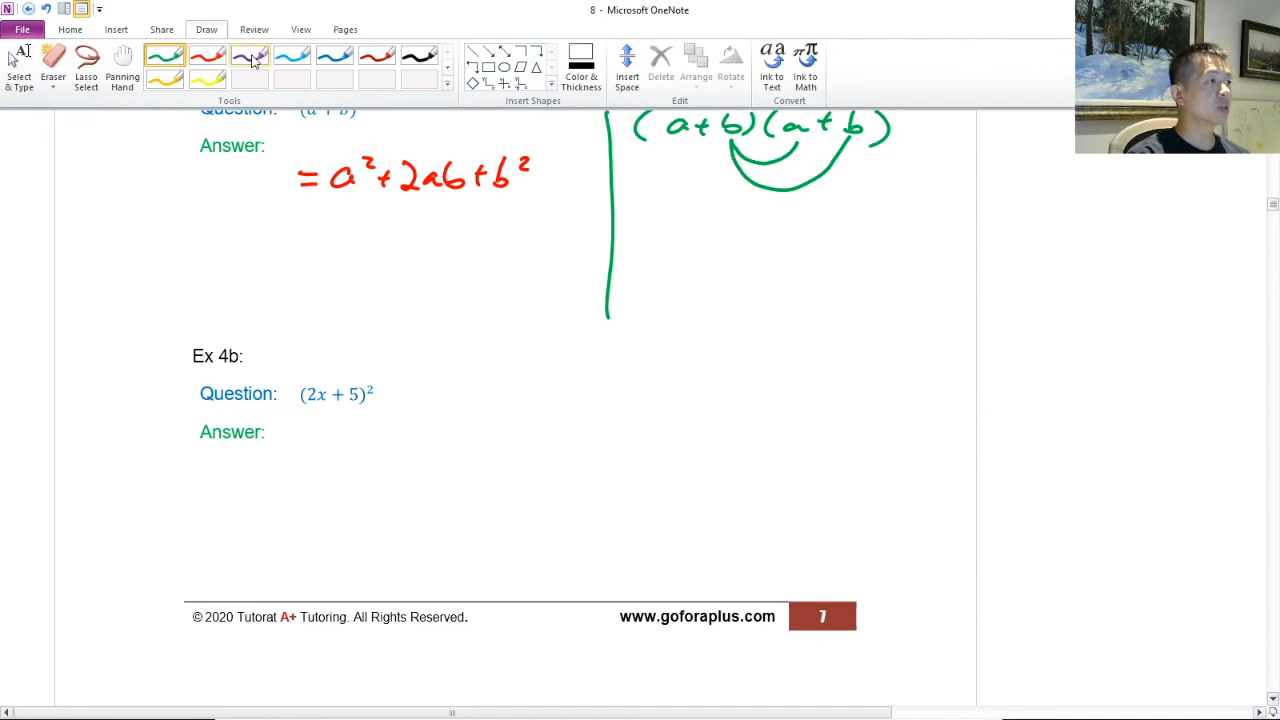 8 - Microsoft OneNote
File Home Insert Share Draw Review View Pages
Select & Type Eraser Lasso Select Panning Hand Color & Thickness Insert Space Delete Arrange Rotate Ink to Text Ink to Math
Tools Insert Shapes Edit Convert
Question: (a + b)
(a+b)(a+b)
Answer:
= a²+2ab+b²
Ex 4b:
Question: (2x + 5)²
Answer:
© 2020 Tutorat A+ Tutoring. All Rights Reserved. www.goforaplus.com 7